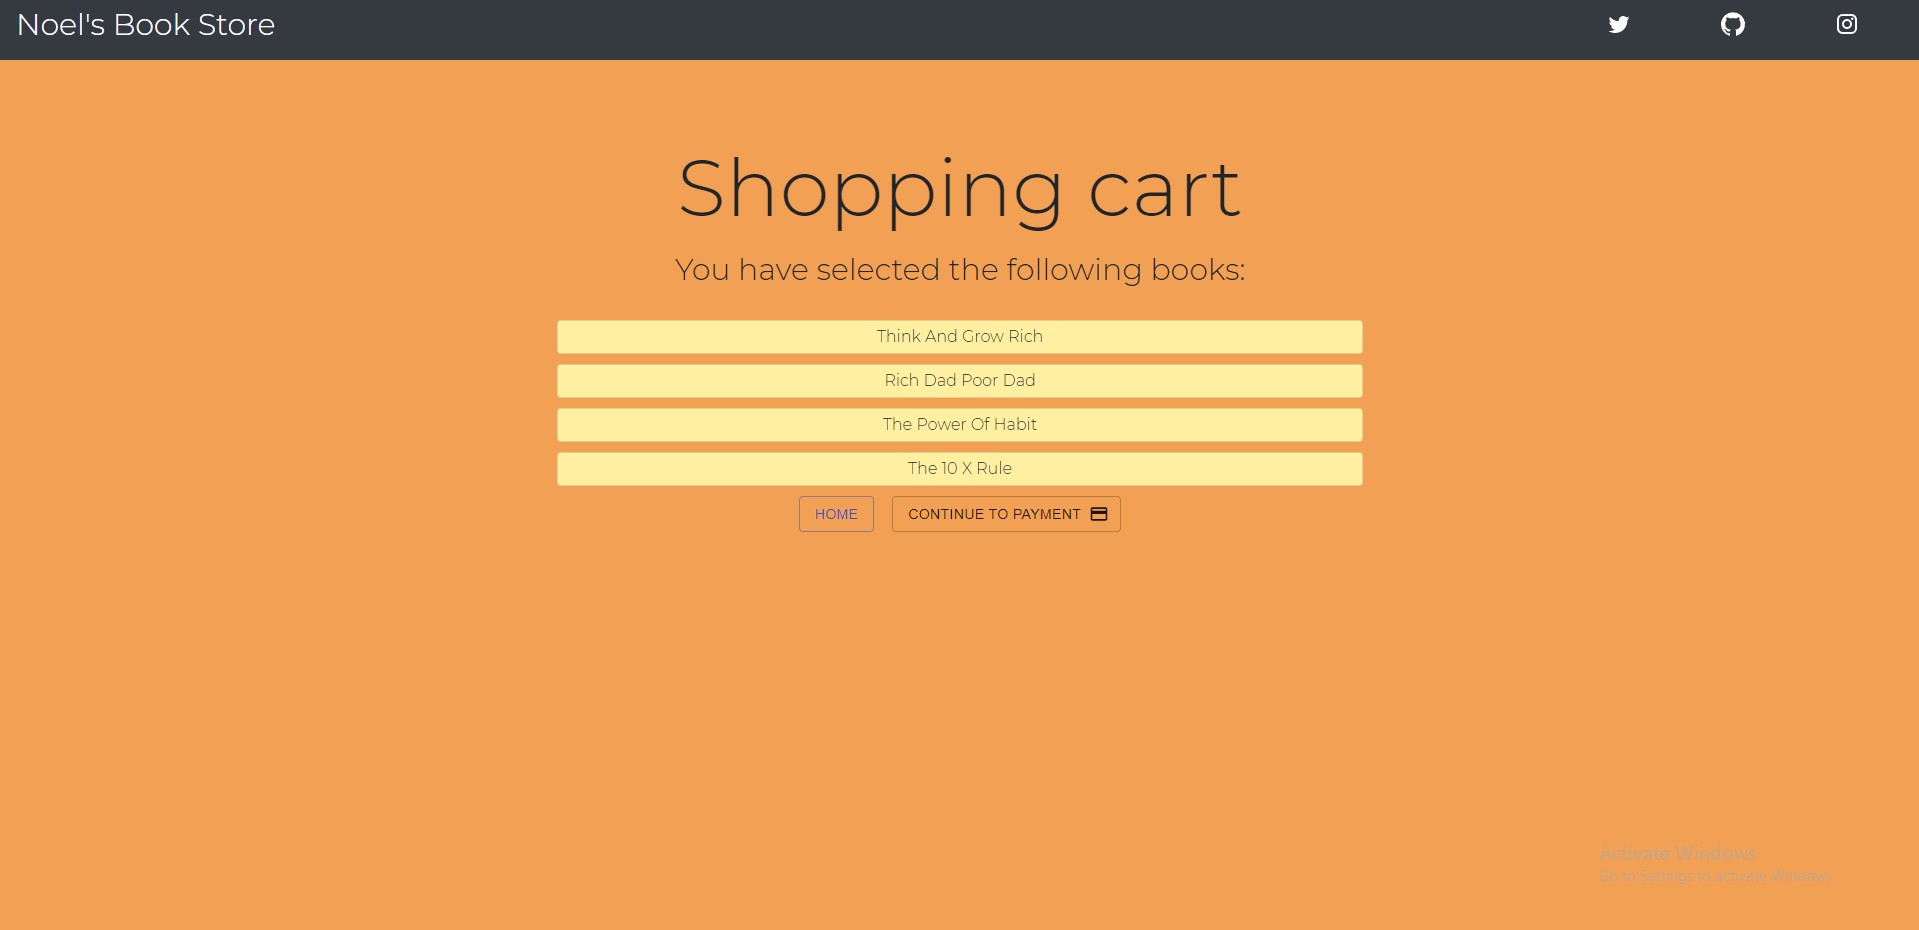 Noel's Book Store
Shopping cart
You have selected the following books:
Think And Grow Rich
Rich Dad Poor Dad
The Power Of Habit
The 10 X Rule
HOME
CONTINUE TO PAYMENT
Activate Windows
Go to Settings to activate Windows.